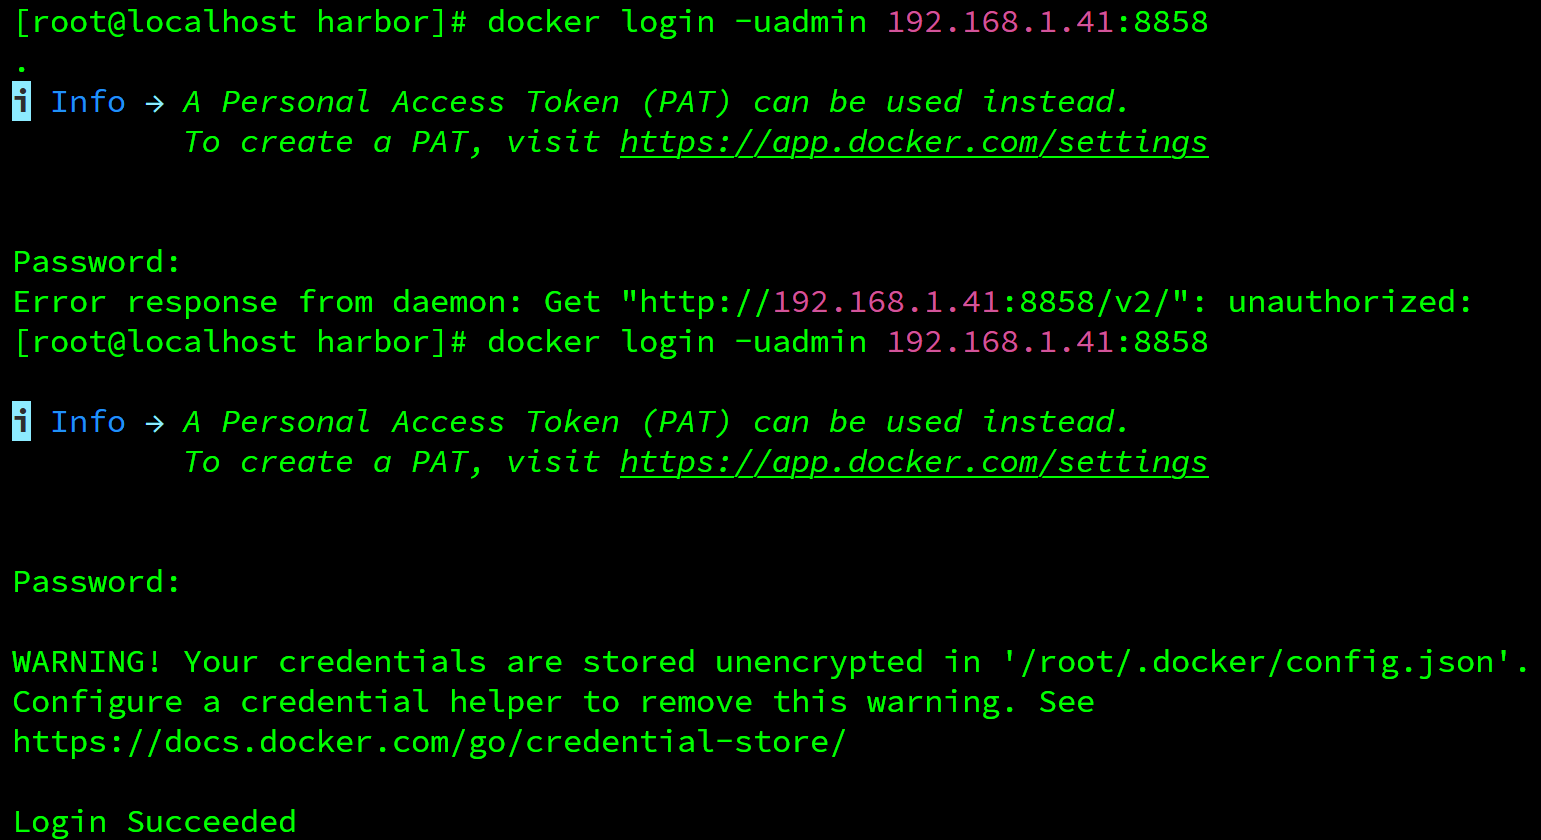 [root@localhost harbor]# docker login -uadmin 192.168.1.41:8858
.
i Info → A Personal Access Token (PAT) can be used instead.
To create a PAT, visit https://app.docker.com/settings
Password:
Error response from daemon: Get "http://192.168.1.41:8858/v2/": unauthorized:
[root@localhost harbor]# docker login -uadmin 192.168.1.41:8858
i Info → A Personal Access Token (PAT) can be used instead.
To create a PAT, visit https://app.docker.com/settings
Password:
WARNING! Your credentials are stored unencrypted in '/root/.docker/config.json'.
Configure a credential helper to remove this warning. See
https://docs.docker.com/go/credential-store/
Login Succeeded